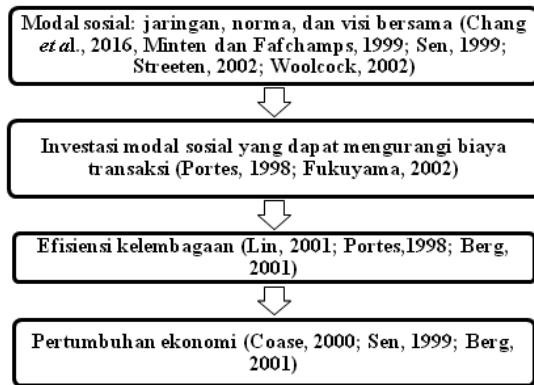 Modal sosial: jaringan, norma, dan visi bersama (Chang
et al., 2016, Minten dan Fafchamps, 1999; Sen, 1999;
Streeten, 2002; Woolcock, 2002)
Investasi modal sosial yang dapat mengurangi biaya
transaksi (Portes, 1998; Fukuyama, 2002)
Efisiensi kelembagaan (Lin, 2001; Portes,1998; Berg,
2001)
Pertumbuhan ekonomi (Coase, 2000; Sen, 1999; Berg,
2001)